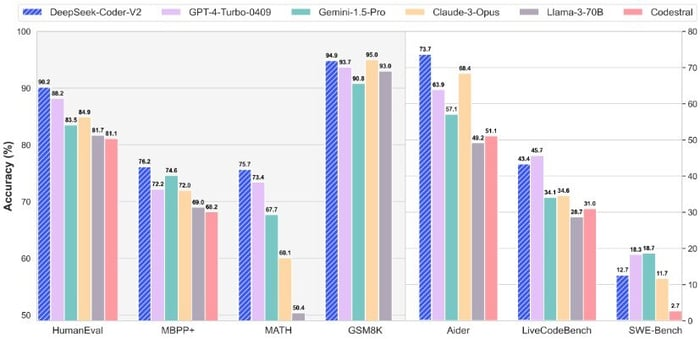 DeepSeek-Coder-V2 GPT-4-Turbo-0409 Gemini-1.5-Pro Claude-3-Opus Llama-3-70B Codestral
Accuracy (%)
100
90
80
70
60
50
90.2 88.2 83.5 84.9 81.7 81.1
76.2 72.2 74.6 72.0 69.0 68.2
75.7 73.4 67.7 60.1 50.4
94.9 93.7 90.8 95.0 93.0
73.7 63.9 57.1 68.4 49.2 51.1
43.4 45.7 34.1 34.6 28.7 31.0
12.7 18.3 18.7 11.7 2.7
80
70
60
50
40
30
20
10
0
HumanEval MBPP+ MATH GSM8K Aider LiveCodeBench SWE-Bench